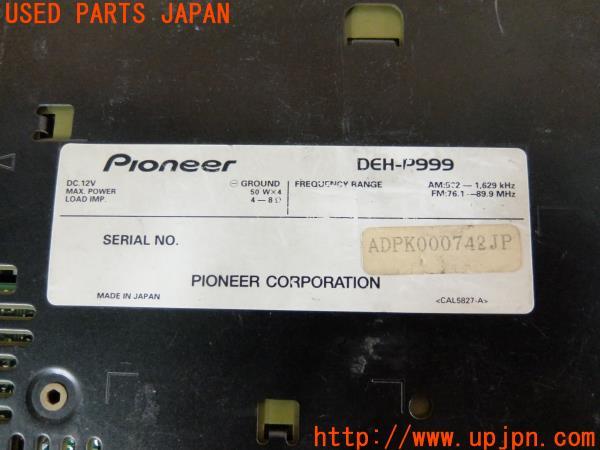 USED PARTS JAPAN
Pioneer DEH-P999
DC.12V ⊖ GROUND FREQUENCY RANGE AM:522 — 1,629 kHz
MAX. POWER 50 W×4 FM:76.1 —89.9 MHz
LOAD IMP. 4 — 8 Ω
SERIAL NO. ADPK000742JP
PIONEER CORPORATION
MADE IN JAPAN <CAL5827-A>
(C)Uparts Inc.
http://www.upjpn.com